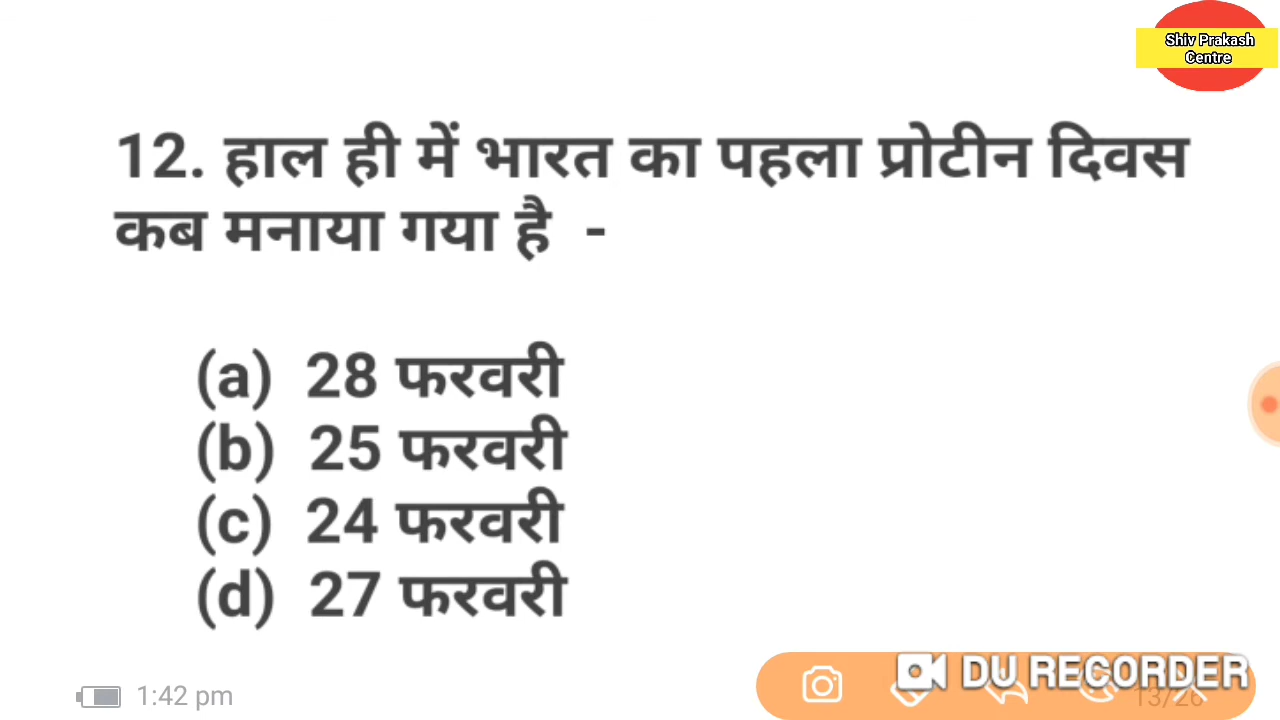 Shiv Prakash
Centre
12. हाल ही में भारत का पहला प्रोटीन दिवस
कब मनाया गया है -
(a) 28 फरवरी
(b) 25 फरवरी
(c) 24 फरवरी
(d) 27 फरवरी
1:42 pm
DU RECORDER
13/26